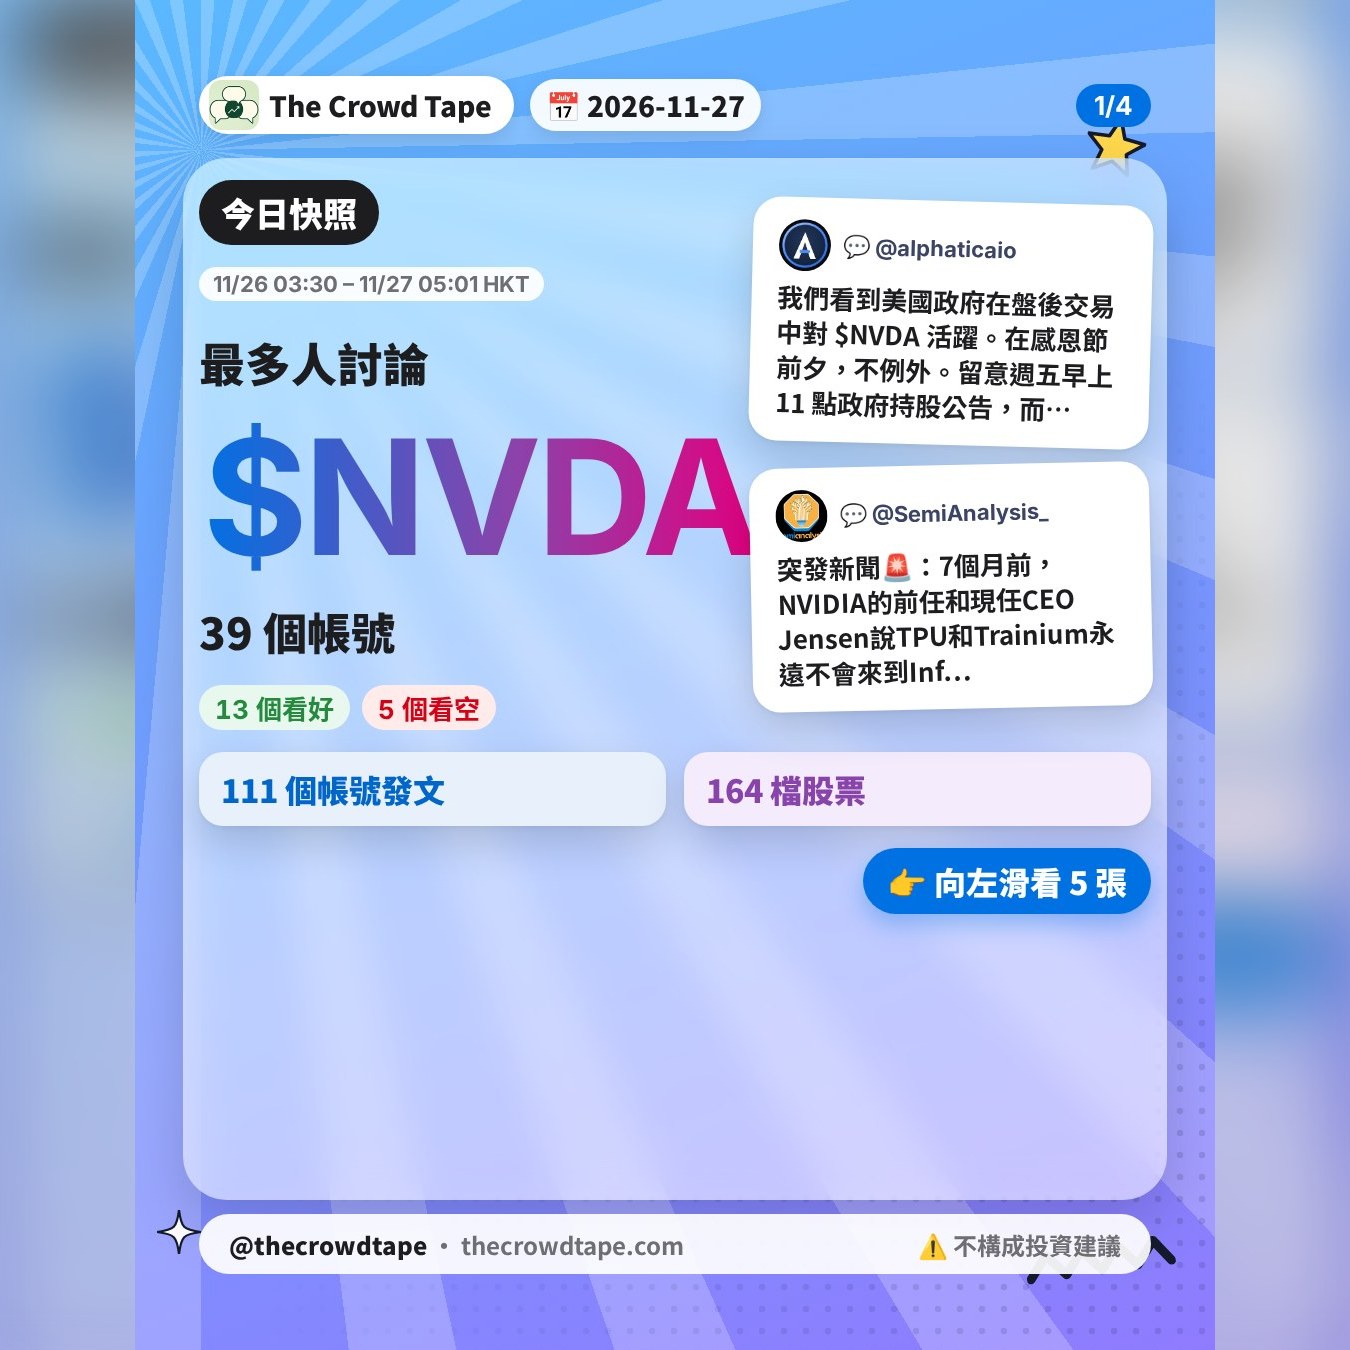 The Crowd Tape
2026-11-27
1/4
今日快照
11/26 03:30 – 11/27 05:01 HKT
最多人討論
$NVDA
39 個帳號
13 個看好
5 個看空
@alphaticaio
我們看到美國政府在盤後交易
中對 $NVDA 活躍。在感恩節
前夕，不例外。留意週五早上
11 點政府持股公告，而…
@SemiAnalysis_
突發新聞🚨：7個月前，
NVIDIA的前任和現任CEO
Jensen說TPU和Trainium永
遠不會來到Inf...
111 個帳號發文
164 檔股票
👉 向左滑看 5 張
@thecrowdtape • thecrowdtape.com
⚠️ 不構成投資建議